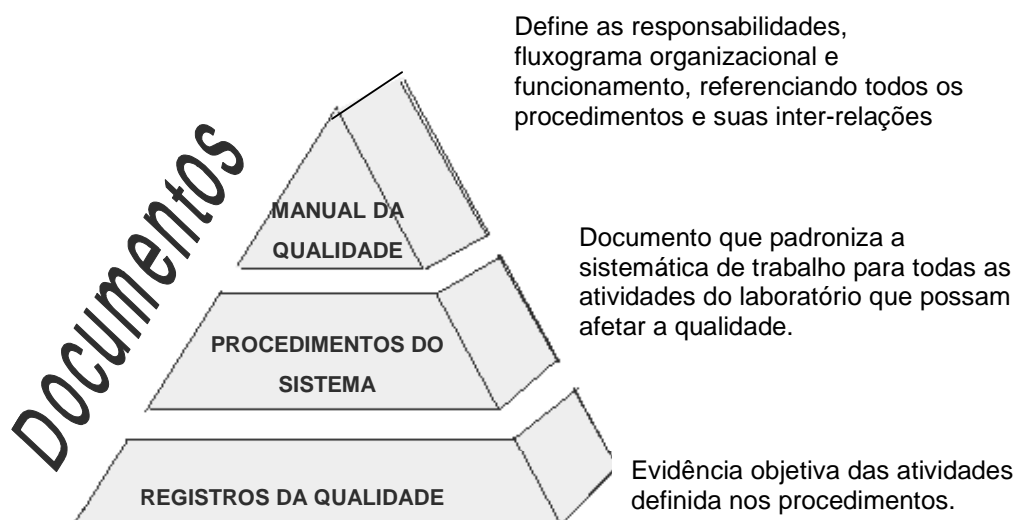 Define as responsabilidades,
fluxograma organizacional e
funcionamento, referenciando todos os
procedimentos e suas inter-relações
Documentos
MANUAL DA
QUALIDADE
Documento que padroniza a
sistemática de trabalho para todas as
atividades do laboratório que possam
afetar a qualidade.
PROCEDIMENTOS DO
SISTEMA
Evidência objetiva das atividades
definida nos procedimentos.
REGISTROS DA QUALIDADE